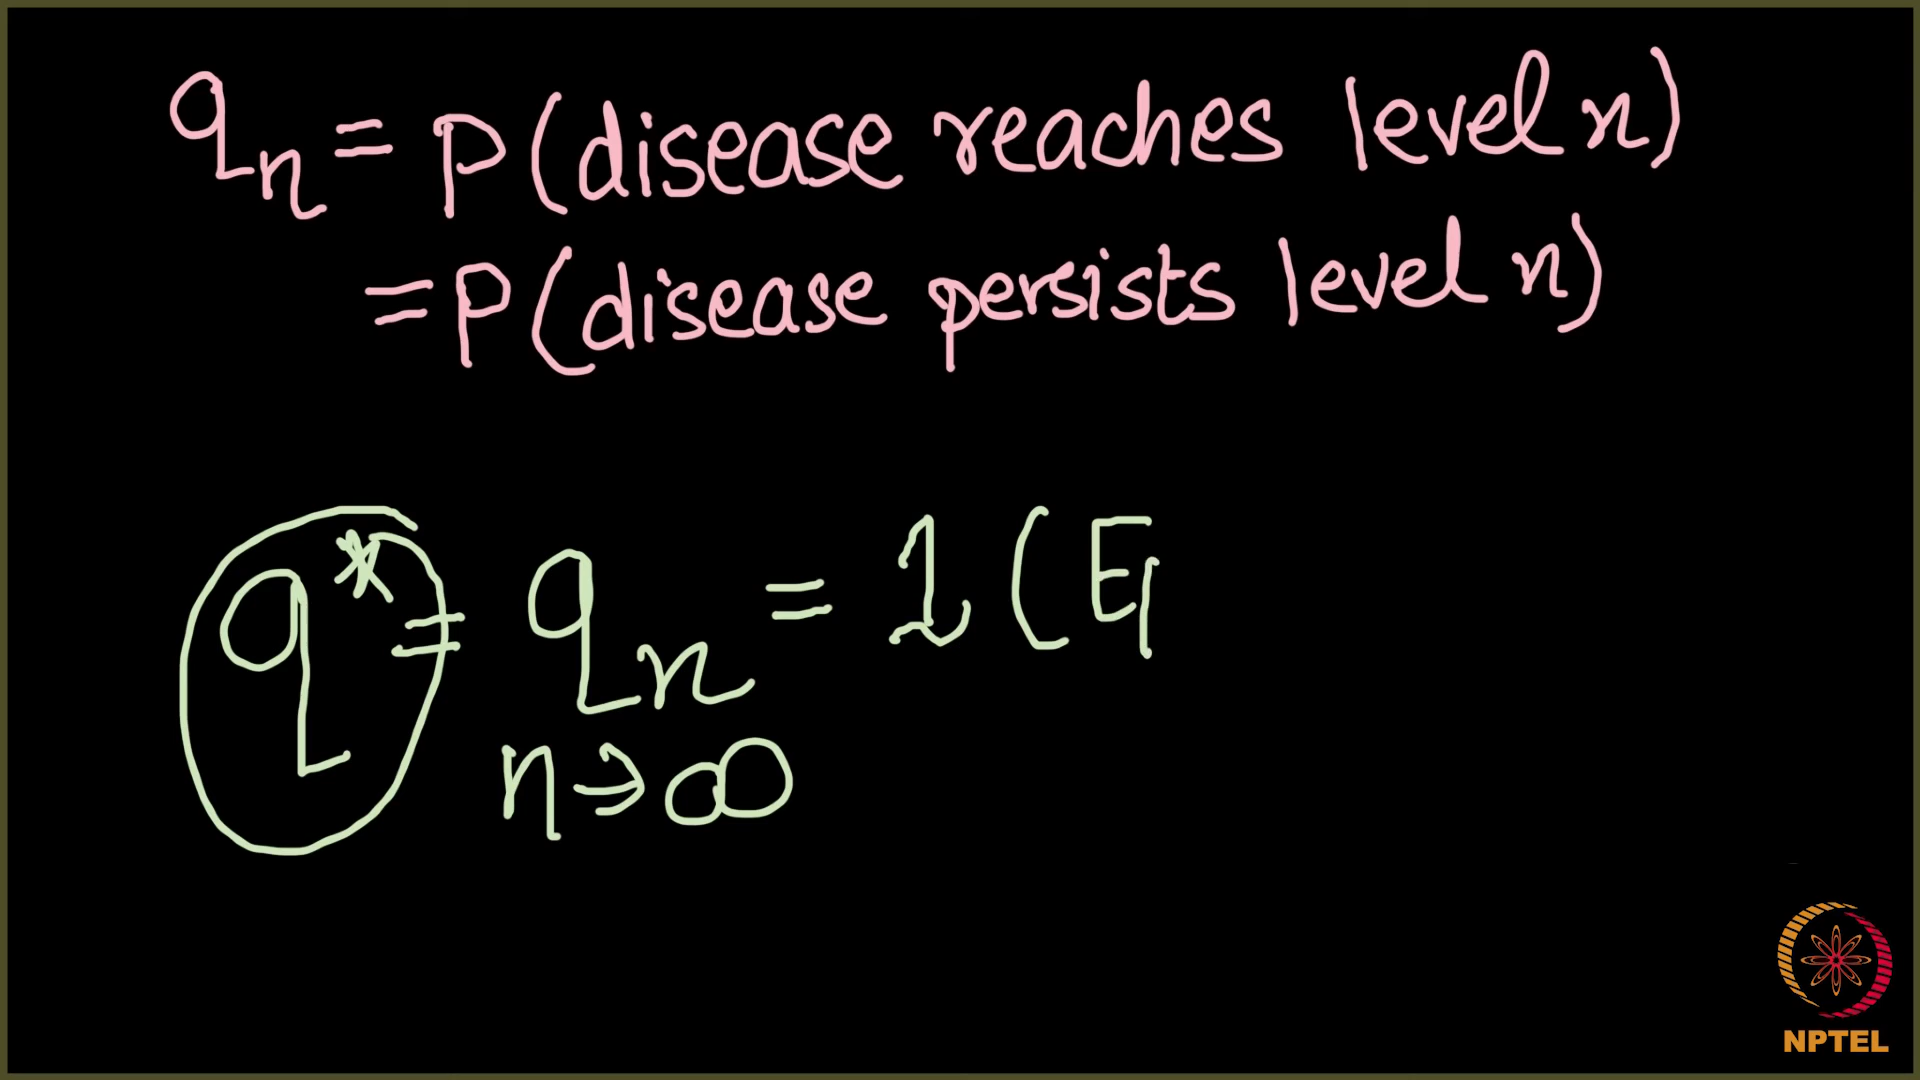 qn = P(disease reaches level n)
= P(disease persists level n)
q* = qn = 1 (E
n→∞
NPTEL